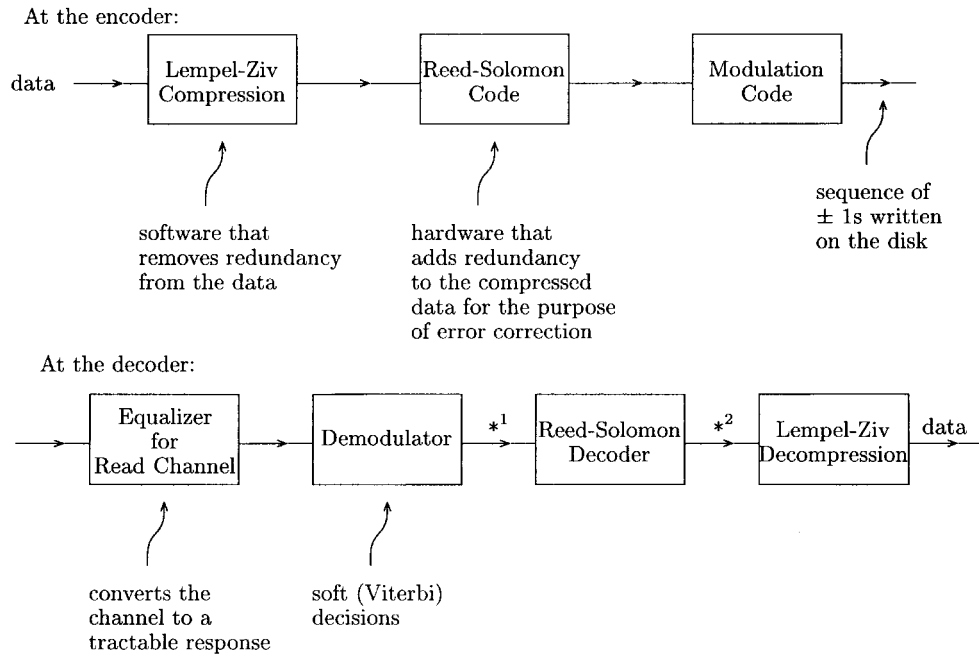 At the encoder:
data
Lempel-Ziv
Compression
Reed-Solomon
Code
Modulation
Code
software that
removes redundancy
from the data
hardware that
adds redundancy
to the compressed
data for the purpose
of error correction
sequence of
± 1s written
on the disk
At the decoder:
Equalizer
for
Read Channel
Demodulator
*1
Reed-Solomon
Decoder
*2
Lempel-Ziv
Decompression
data
converts the
channel to a
tractable response
soft (Viterbi)
decisions